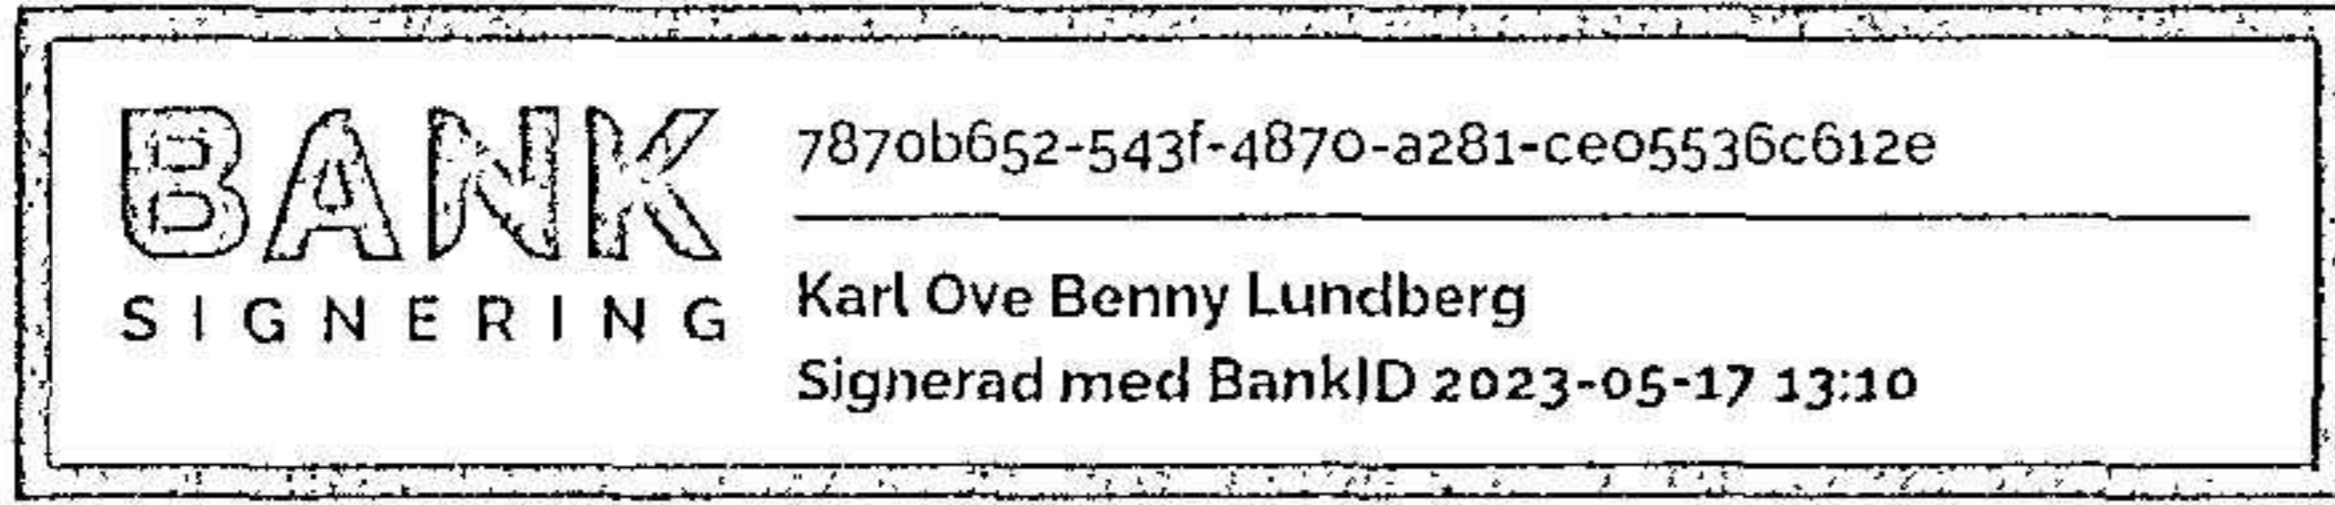 BANK
SIGNERING
7870b652-543f-4870-a281-ce05536c612e
Karl Ove Benny Lundberg
Signerad med BankID 2023-05-17 13:10